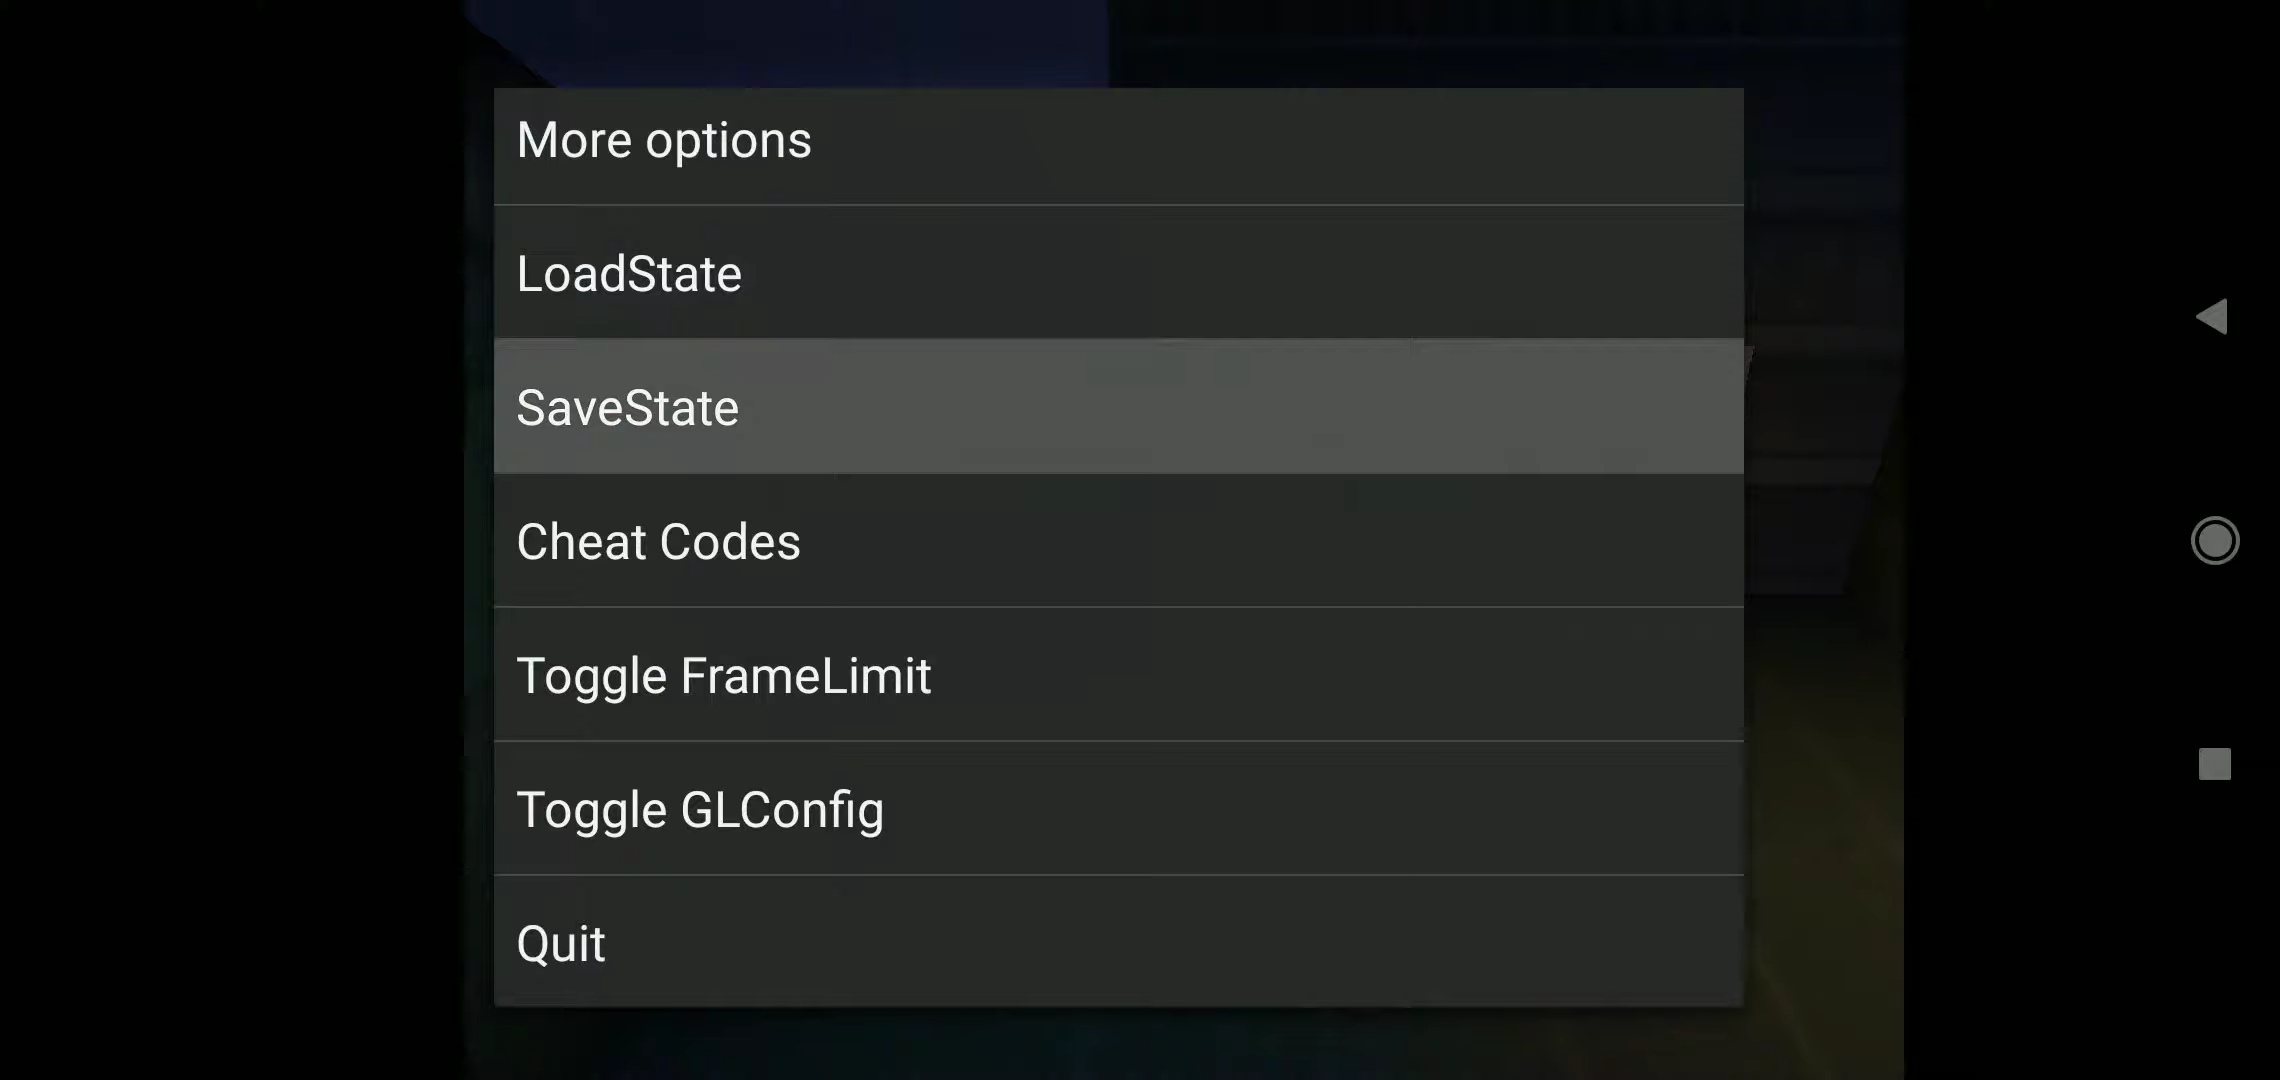 More options
LoadState
SaveState
Cheat Codes
Toggle FrameLimit
Toggle GLConfig
Quit